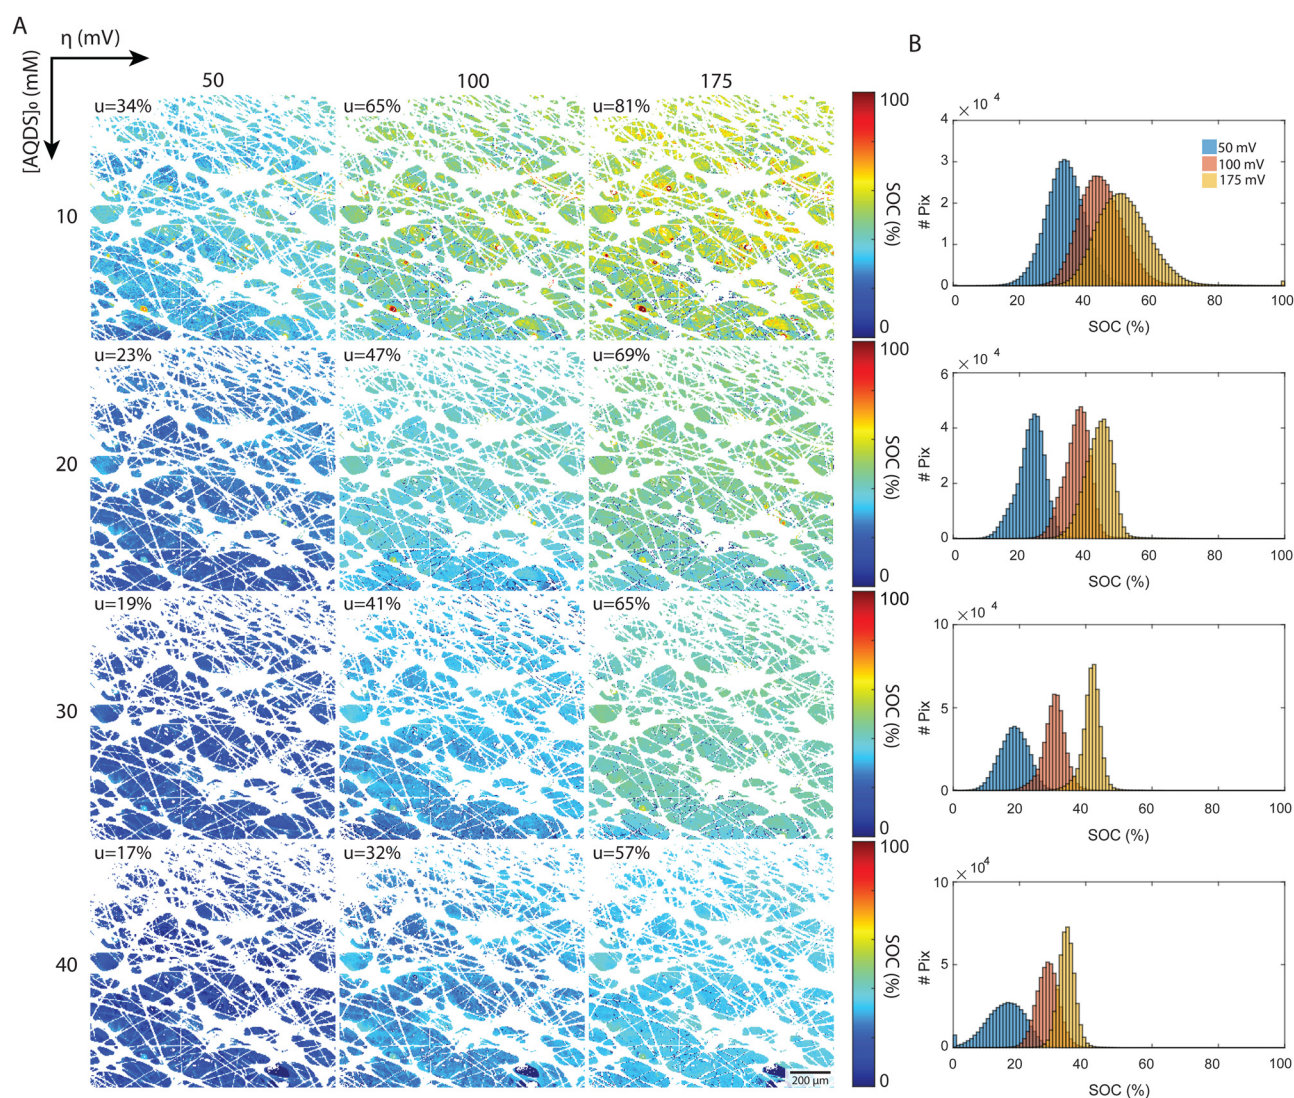 A
η (mV)
[AQDS]₀ (mM)
50
100
175
10
u=34%
u=65%
u=81%
100
SOC (%)
0
20
u=23%
u=47%
u=69%
100
SOC (%)
0
30
u=19%
u=41%
u=65%
100
SOC (%)
0
40
u=17%
u=32%
u=57%
100
SOC (%)
0
200 µm
B
× 10 4
4
3
2
1
0
# Pix
50 mV
100 mV
175 mV
0 20 40 60 80 100
SOC (%)
× 10 4
6
4
2
0
# Pix
0 20 40 60 80 100
SOC (%)
× 10 4
10
5
0
# Pix
0 20 40 60 80 100
SOC (%)
× 10 4
10
5
0
# Pix
0 20 40 60 80 100
SOC (%)